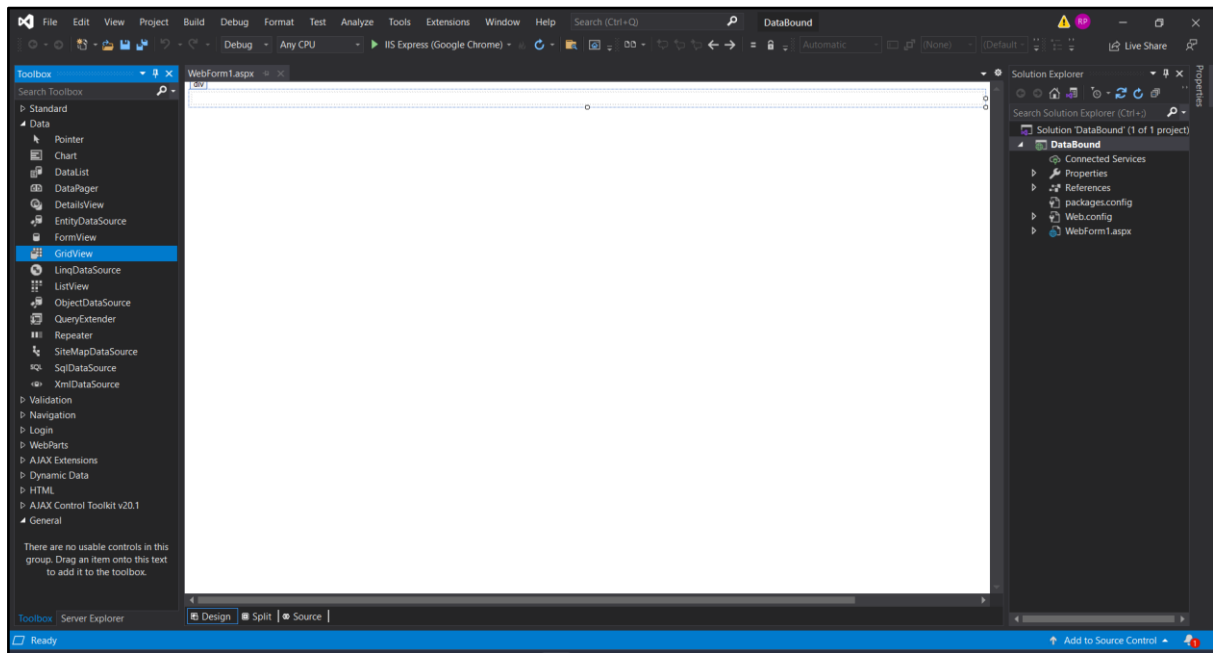 File Edit View Project Build Debug Format Test Analyze Tools Extensions Window Help Search (Ctrl+Q) DataBound RP
Debug Any CPU IIS Express (Google Chrome) Automatic (None) (Default Live Share
Toolbox
Search Toolbox
Standard
Data
Pointer
Chart
DataList
DataPager
DetailsView
EntityDataSource
FormView
GridView
LinqDataSource
ListView
ObjectDataSource
QueryExtender
Repeater
SiteMapDataSource
SQL SqlDataSource
XmlDataSource
Validation
Navigation
Login
WebParts
AJAX Extensions
Dynamic Data
HTML
AJAX Control Toolkit v20.1
General
There are no usable controls in this
group. Drag an item onto this text
to add it to the toolbox.
Toolbox Server Explorer
WebForm1.aspx
div
Design Split Source
Solution Explorer
Search Solution Explorer (Ctrl+;)
Solution 'DataBound' (1 of 1 project)
DataBound
Connected Services
Properties
References
packages.config
Web.config
WebForm1.aspx
Properties
Ready Add to Source Control 1